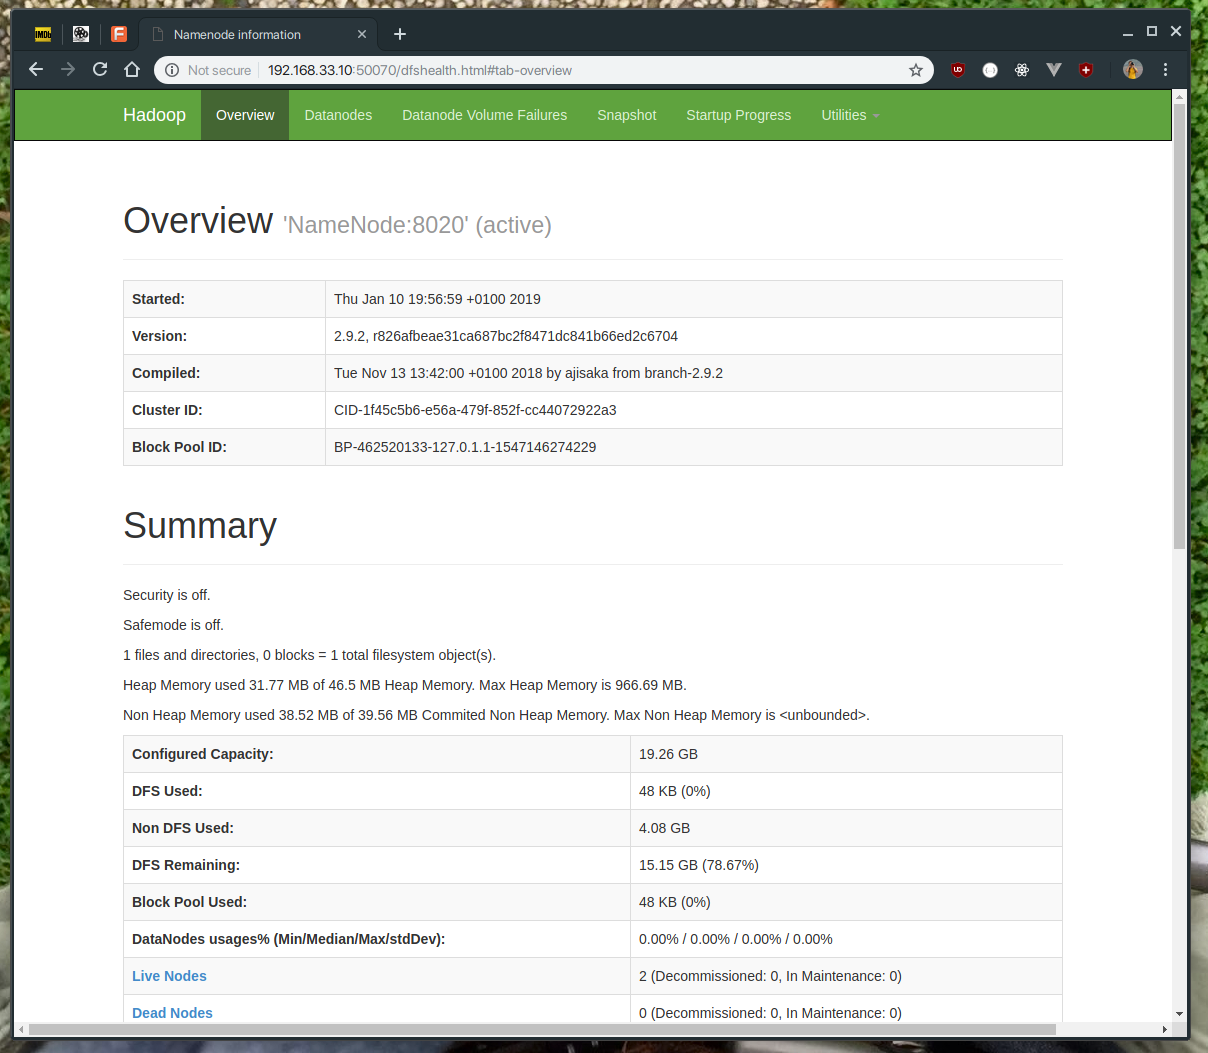 IMDb
F
Namenode information
Not secure
192.168.33.10:50070/dfshealth.html#tab-overview
Hadoop Overview Datanodes Datanode Volume Failures Snapshot Startup Progress Utilities
Overview 'NameNode:8020' (active)
Started: Thu Jan 10 19:56:59 +0100 2019
Version: 2.9.2, r826afbeae31ca687bc2f8471dc841b66ed2c6704
Compiled: Tue Nov 13 13:42:00 +0100 2018 by ajisaka from branch-2.9.2
Cluster ID: CID-1f45c5b6-e56a-479f-852f-cc44072922a3
Block Pool ID: BP-462520133-127.0.1.1-1547146274229
Summary
Security is off.
Safemode is off.
1 files and directories, 0 blocks = 1 total filesystem object(s).
Heap Memory used 31.77 MB of 46.5 MB Heap Memory. Max Heap Memory is 966.69 MB.
Non Heap Memory used 38.52 MB of 39.56 MB Commited Non Heap Memory. Max Non Heap Memory is <unbounded>.
Configured Capacity: 19.26 GB
DFS Used: 48 KB (0%)
Non DFS Used: 4.08 GB
DFS Remaining: 15.15 GB (78.67%)
Block Pool Used: 48 KB (0%)
DataNodes usages% (Min/Median/Max/stdDev): 0.00% / 0.00% / 0.00% / 0.00%
Live Nodes 2 (Decommissioned: 0, In Maintenance: 0)
Dead Nodes 0 (Decommissioned: 0, In Maintenance: 0)